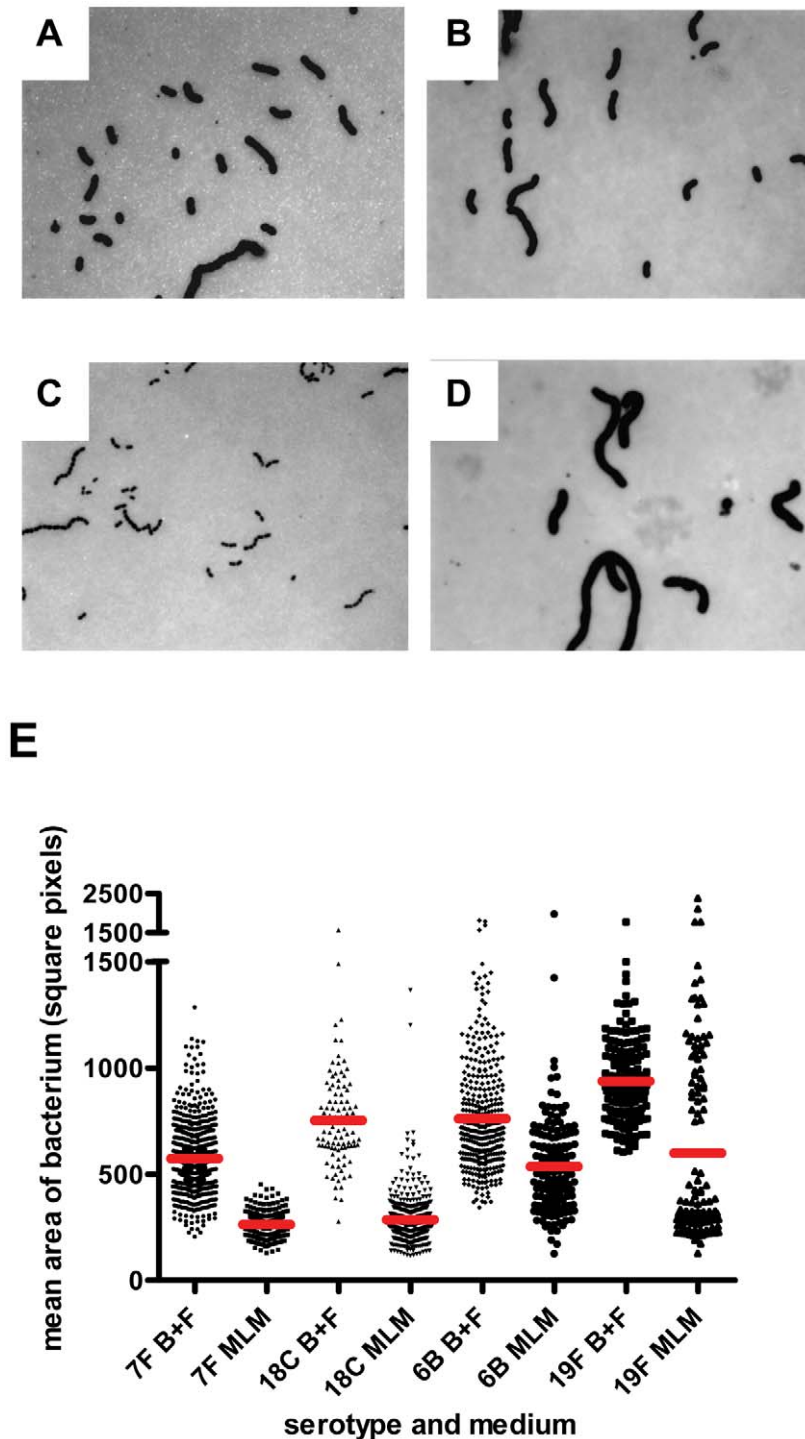 A
B
C
D
E
mean area of bacterium (square pixels)
2500
1500
1500
1000
500
0
7F B+F
7F MLM
18C B+F
18C MLM
6B B+F
6B MLM
19F B+F
19F MLM
serotype and medium